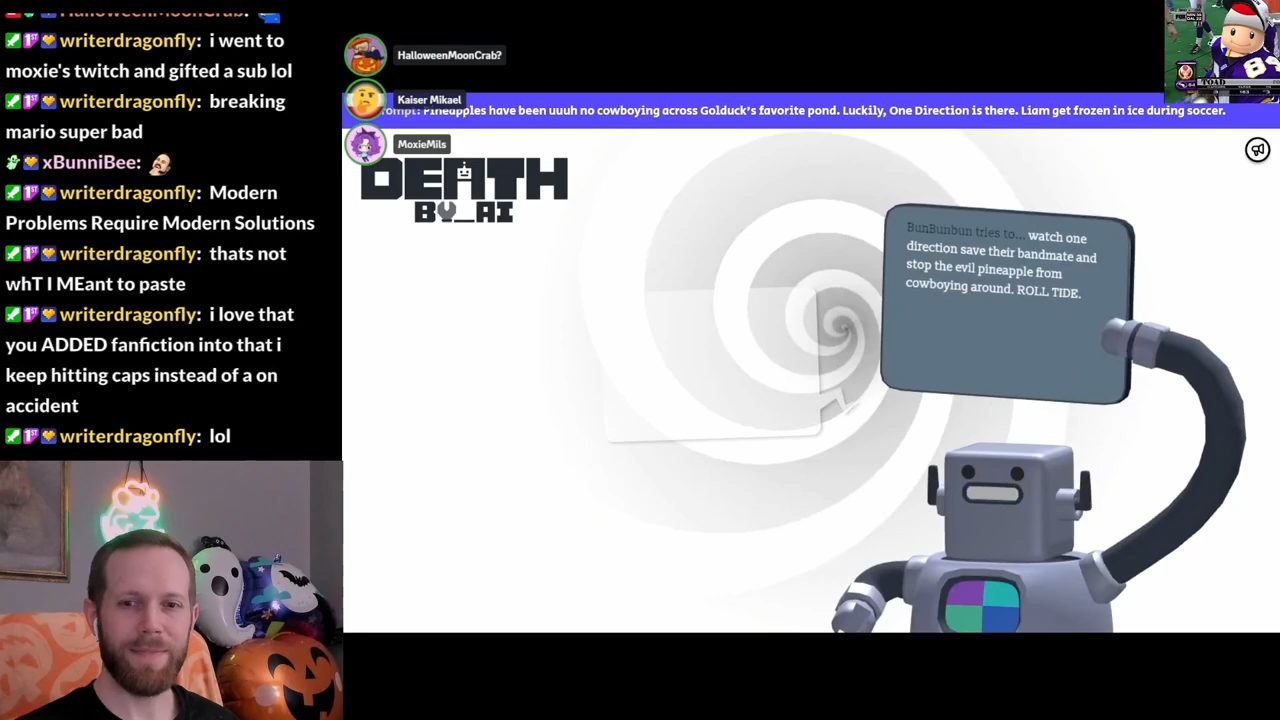 HalloweenMoonCrab:
writerdragonfly: i went to
moxie's twitch and gifted a sub lol
writerdragonfly: breaking
mario super bad
xBunniBee:
writerdragonfly: Modern
Problems Require Modern Solutions
writerdragonfly: thats not
whT I MEant to paste
writerdragonfly: i love that
you ADDED fanfiction into that i
keep hitting caps instead of a on
accident
writerdragonfly: lol
HalloweenMoonCrab?
Kaiser Mikael
Prompt: Pineapples have been uuuh no cowboying across Golduck's favorite pond. Luckily, One Direction is there. Liam get frozen in ice during soccer.
MoxieMils
DEATH
BY_AI
BunBunbun tries to... watch one
direction save their bandmate and
stop the evil pineapple from
cowboying around. ROLL TIDE.
TOAD